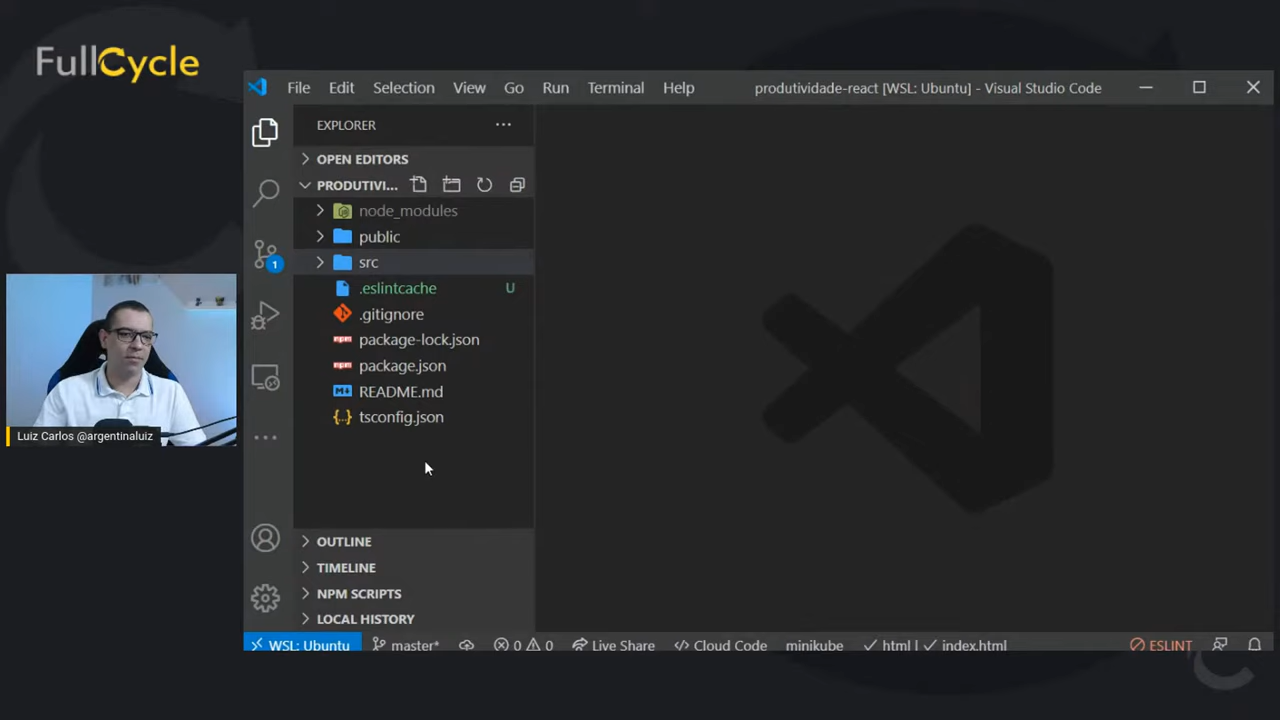 FullCycle
File Edit Selection View Go Run Terminal Help produtividade-react [WSL: Ubuntu] - Visual Studio Code
EXPLORER
OPEN EDITORS
PRODUTIVI...
node_modules
public
src
.eslintcache U
.gitignore
package-lock.json
package.json
README.md
tsconfig.json
OUTLINE
TIMELINE
NPM SCRIPTS
LOCAL HISTORY
1
Luiz Carlos @argentinaluiz
WSL: Ubuntu master* 0 0 Live Share Cloud Code minikube html | index.html ESLINT